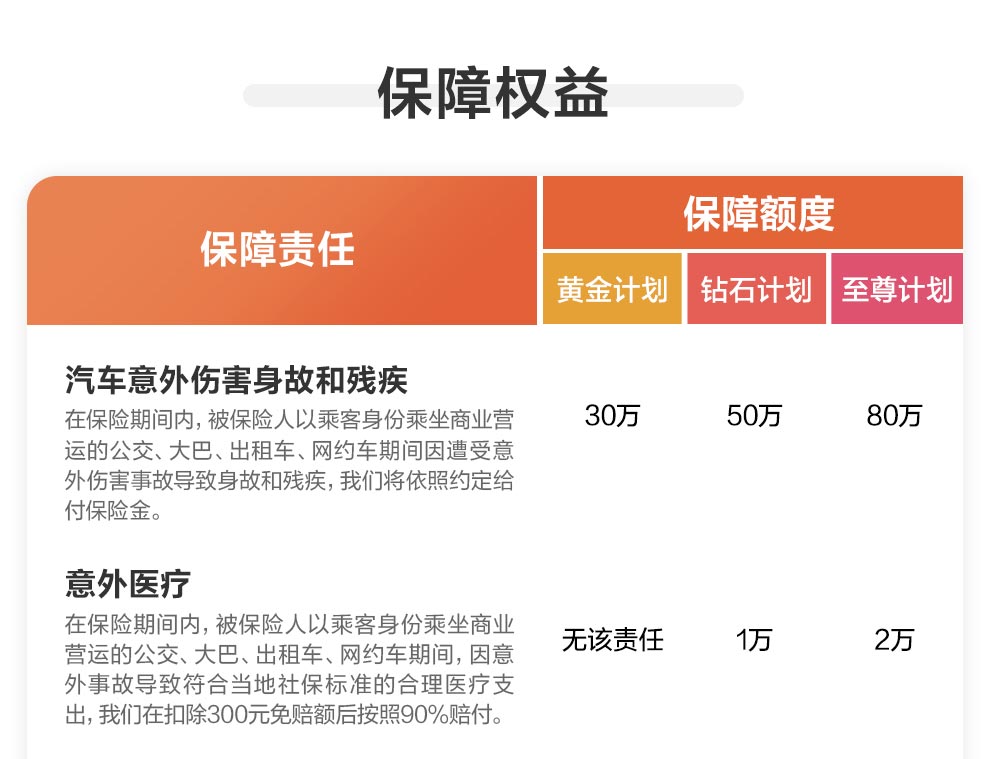 保障权益
保障责任
保障额度
黄金计划 钻石计划 至尊计划
汽车意外伤害身故和残疾
在保险期间内，被保险人以乘客身份乘坐商业营
运的公交、大巴、出租车、网约车期间因遭受意
外伤害事故导致身故和残疾，我们将依照约定给
付保险金。
30万 50万 80万
意外医疗
在保险期间内，被保险人以乘客身份乘坐商业
营运的公交、大巴、出租车、网约车期间，因意
外事故导致符合当地社保标准的合理医疗支
出，我们在扣除300元免赔额后按照90%赔付。
无该责任 1万 2万